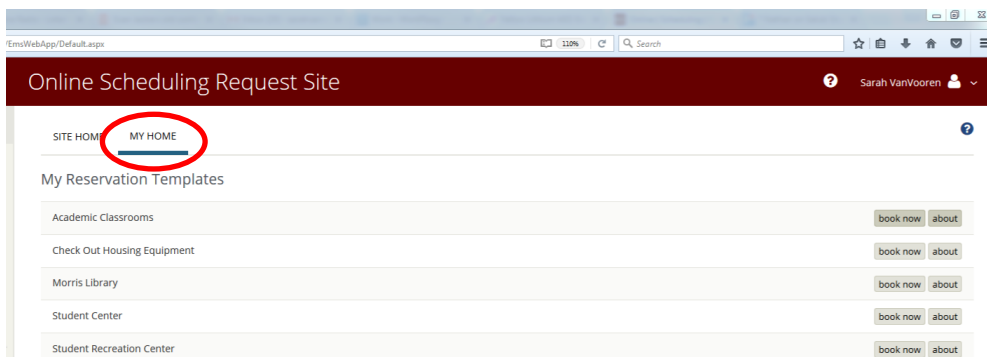 /EmsWebApp/Default.aspx 110% Search
Online Scheduling Request Site ? Sarah VanVooren
SITE HOME MY HOME ?
My Reservation Templates
Academic Classrooms book now about
Check Out Housing Equipment book now about
Morris Library book now about
Student Center book now about
Student Recreation Center book now about